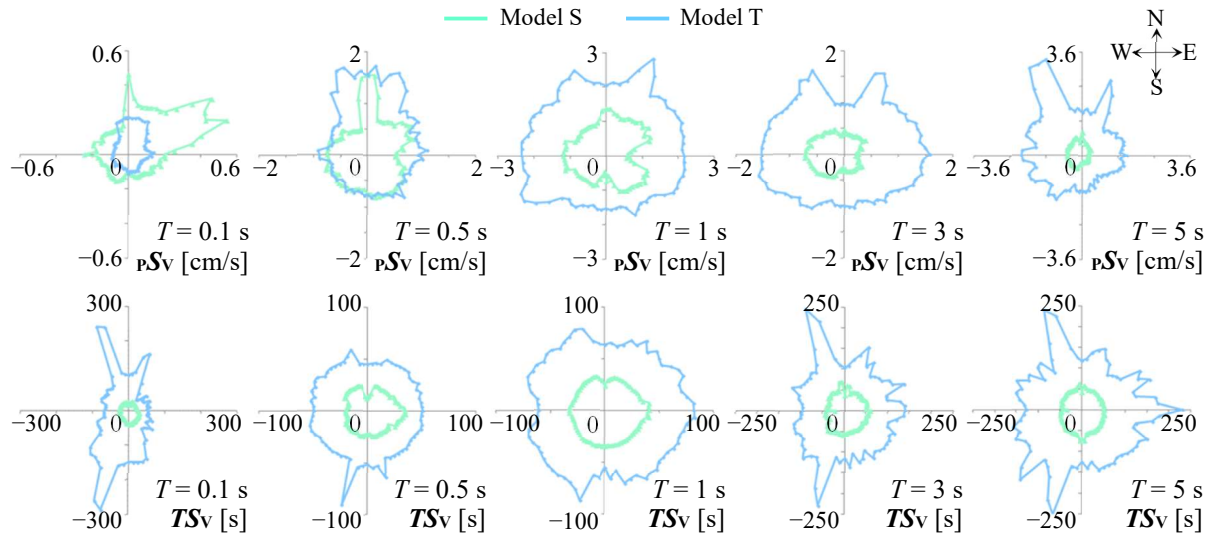 Model S Model T
N
W E
S
0.6 2 3 2 3.6
−0.6 0 0.6 −2 0 2 −3 0 3 −2 0 2 −3.6 0 3.6
T = 0.1 s T = 0.5 s T = 1 s T = 3 s T = 5 s
−0.6 PSV [cm/s] −2 PSV [cm/s] −3 PSV [cm/s] −2 PSV [cm/s] −3.6 PSV [cm/s]
300 100 100 250 250
−300 0 300 −100 0 100 −100 0 100 −250 0 250 −250 0 250
T = 0.1 s T = 0.5 s T = 1 s T = 3 s T = 5 s
−300 TSV [s] −100 TSV [s] −100 TSV [s] −250 TSV [s] −250 TSV [s]